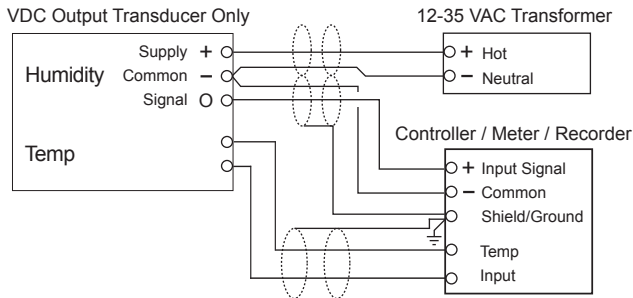 VDC Output Transducer Only
12-35 VAC Transformer
Supply +
Humidity Common –
Signal O
Temp
+ Hot
– Neutral
Controller / Meter / Recorder
+ Input Signal
– Common
Shield/Ground
Temp
Input